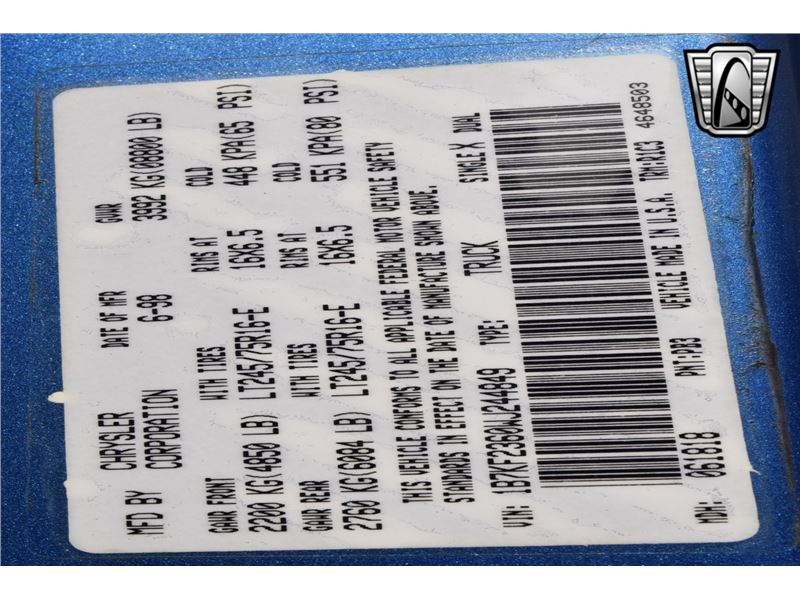 MFD BY CHRYSLER CORPORATION DATE OF MFR 6-98 GVWR 3992 KG(08800 LB)
GAWR FRONT WITH TIRES RIMS AT COLD
2200 KG(4850 LB) LT245/75R16-E 16X6.5 448 KPA(65 PSI)
GAWR REAR WITH TIRES RIMS AT COLD
2760 KG(6084 LB) LT245/75R16-E 16X6.5 551 KPA(80 PSI)
THIS VEHICLE CONFORMS TO ALL APPLICABLE FEDERAL MOTOR VEHICLE SAFETY
STANDARDS IN EFFECT ON THE DATE OF MANUFACTURE SHOWN ABOVE.
VIN: 1B7KF2360WJ244849 TYPE: TRUCK SINGLE X DUAL
MDH: 061818 PNT:PB3 VEHICLE MADE IN U.S.A. TRM:R1C3 4648503